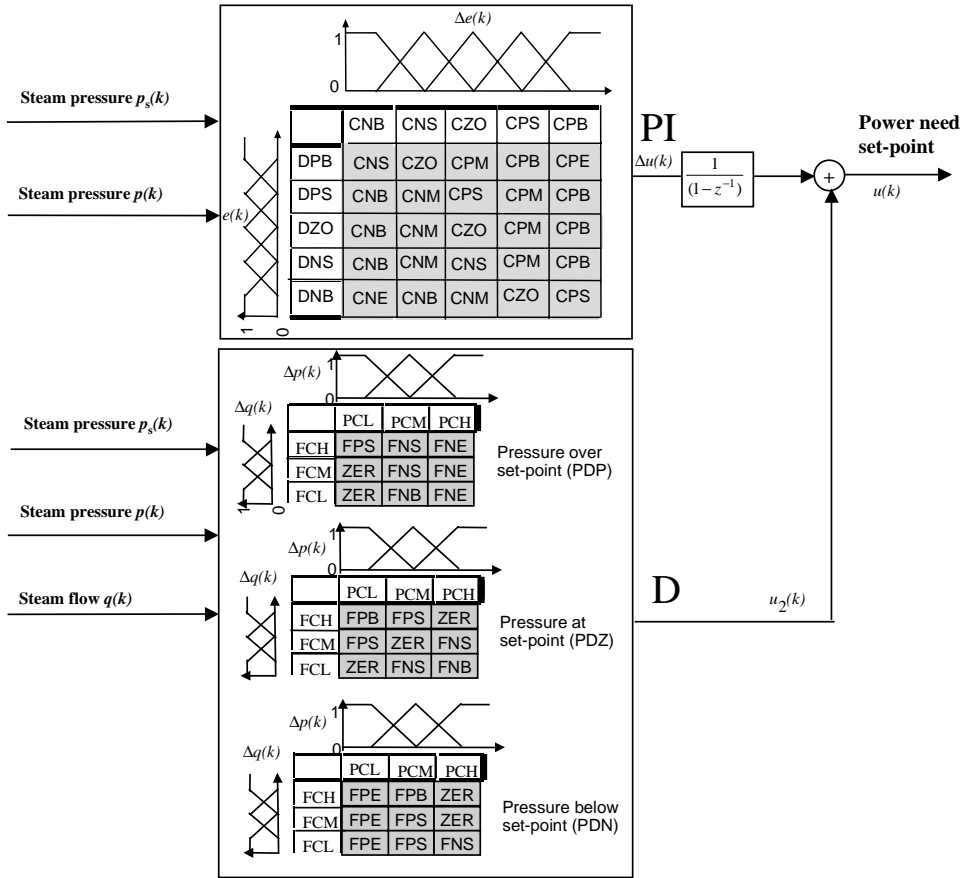 Δe(k)
1
0
Steam pressure pₛ(k)
CNB CNS CZO CPS CPB
PI
Power need
set-point
DPB CNS CZO CPM CPB CPE
Δu(k)
1
(1– z⁻¹)
+
u(k)
DPS CNB CNM CPS CPM CPB
Steam pressure p(k)
e(k)
DZO CNB CNM CZO CPM CPB
DNS CNB CNM CNS CPM CPB
DNB CNE CNB CNM CZO CPS
1 0
Δp(k)
1
0
Δq(k)
Steam pressure pₛ(k)
PCL PCM PCH
FCH FPS FNS FNE
FCM ZER FNS FNE
FCL ZER FNB FNE
Pressure over
set-point (PDP)
1 0
Steam pressure p(k)
Δp(k)
1
0
Δq(k)
Steam flow q(k)
PCL PCM PCH
FCH FPB FPS ZER
FCM FPS ZER FNS
FCL ZER FNS FNB
Pressure at
set-point (PDZ)
D
u₂(k)
Δp(k)
1
0
Δq(k)
PCL PCM PCH
FCH FPE FPB ZER
FCM FPE FPS ZER
FCL FPE FPS FNS
Pressure below
set-point (PDN)